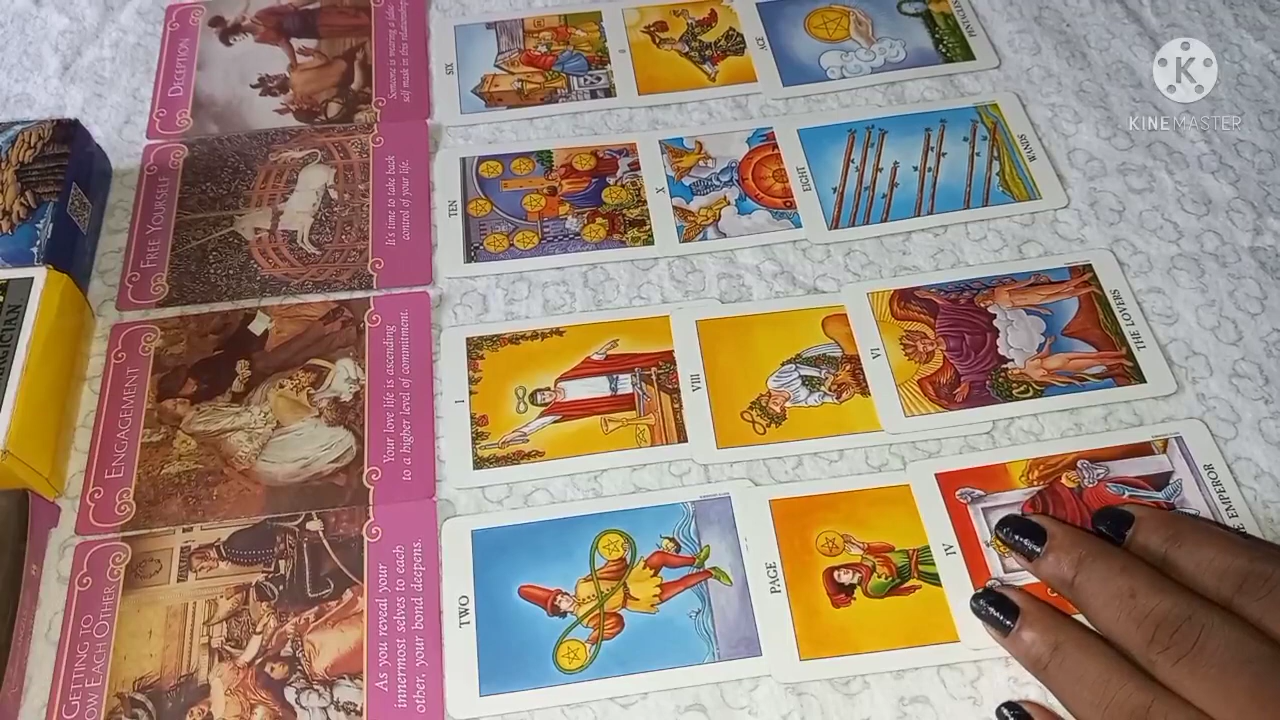 DECEPTION
Someone is wearing a false
self mask in this relationship
SIX
0
ACE
PENTACLES
K
KINEMASTER
FREE YOURSELF
It's time to take back
control of your life.
TEN
X
EIGHT
WANDS
MAGICIAN
ENGAGEMENT
Your love life is ascending
to a higher level of commitment.
I
VIII
VI
THE LOVERS
GETTING TO
OW EACH OTHER
As you reveal your
innermost selves to each
other, your bond deepens.
TWO
PAGE
IV
E EMPEROR